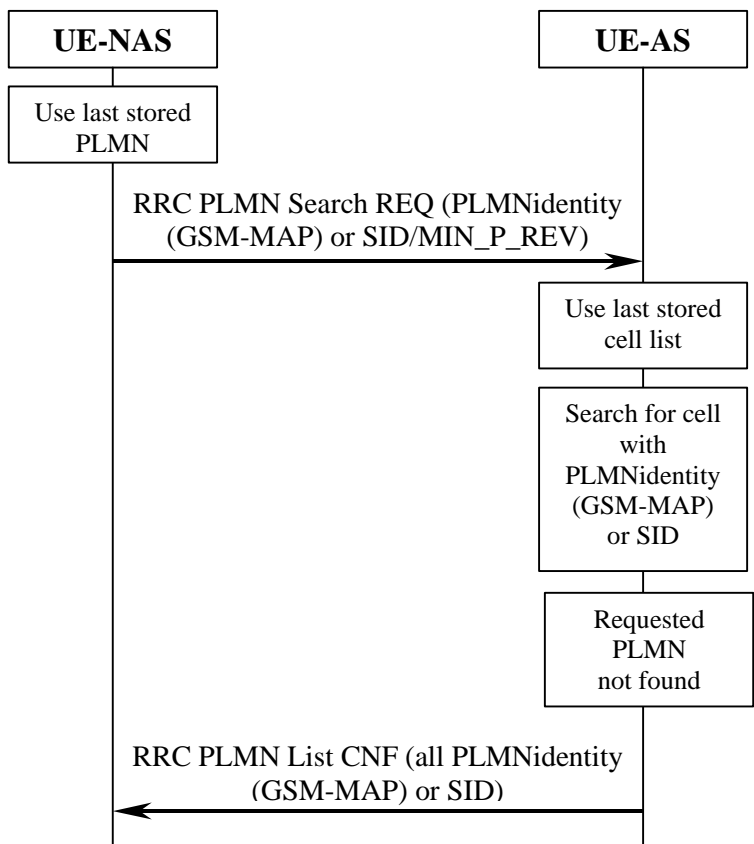 UE-NAS
UE-AS
Use last stored
PLMN
RRC PLMN Search REQ (PLMNidentity
(GSM-MAP) or SID/MIN_P_REV)
Use last stored
cell list
Search for cell
with
PLMNidentity
(GSM-MAP)
or SID
Requested
PLMN
not found
RRC PLMN List CNF (all PLMNidentity
(GSM-MAP) or SID)